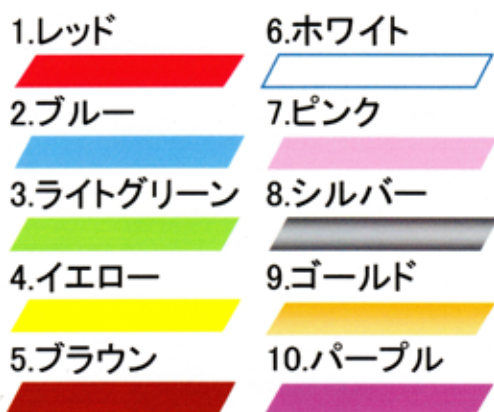 1.レッド
2.ブルー
3.ライトグリーン
4.イエロー
5.ブラウン
6.ホワイト
7.ピンク
8.シルバー
9.ゴールド
10.パープル